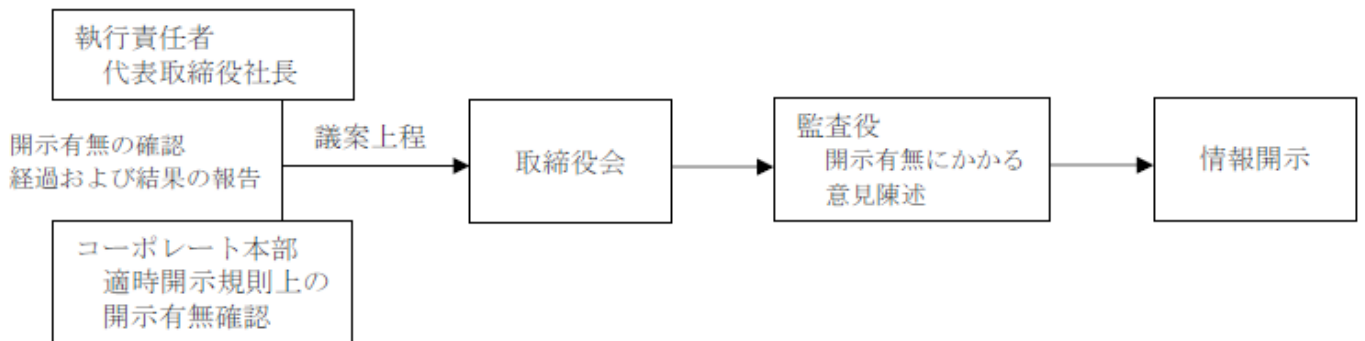 執行責任者
代表取締役社長
開示有無の確認
経過および結果の報告
議案上程
コーポレート本部
適時開示規則上の
開示有無確認
取締役会
監査役
開示有無にかかる
意見陳述
情報開示